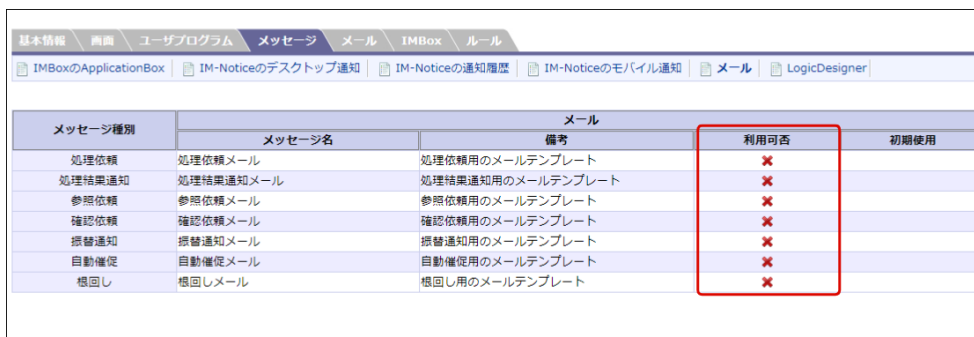 基本情報 画面 ユーザプログラム メッセージ メール IMBox ルール
IMBoxのApplicationBox IM-Noticeのデスクトップ通知 IM-Noticeの通知履歴 IM-Noticeのモバイル通知 メール LogicDesigner
メッセージ種別 メール
メッセージ名 備考 利用可否 初期使用
処理依頼 処理依頼メール 処理依頼用のメールテンプレート
処理結果通知 処理結果通知メール 処理結果通知用のメールテンプレート
参照依頼 参照依頼メール 参照依頼用のメールテンプレート
確認依頼 確認依頼メール 確認依頼用のメールテンプレート
振替通知 振替通知メール 振替通知用のメールテンプレート
自動催促 自動催促メール 自動催促用のメールテンプレート
根回し 根回しメール 根回し用のメールテンプレート